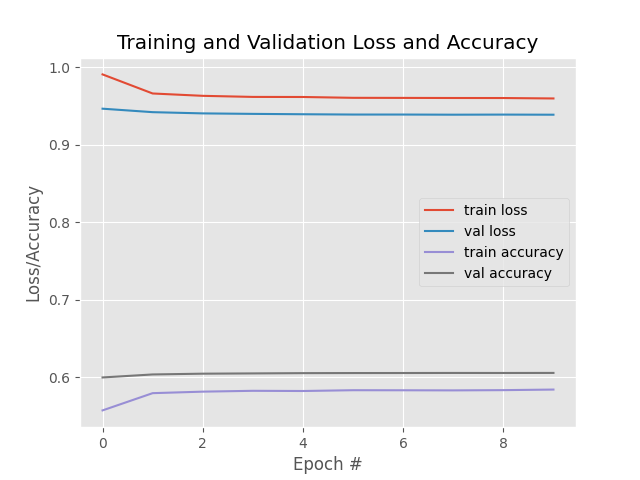 Training and Validation Loss and Accuracy
1.0
0.9
0.8
0.7
0.6
Loss/Accuracy
train loss
val loss
train accuracy
val accuracy
0 2 4 6 8
Epoch #